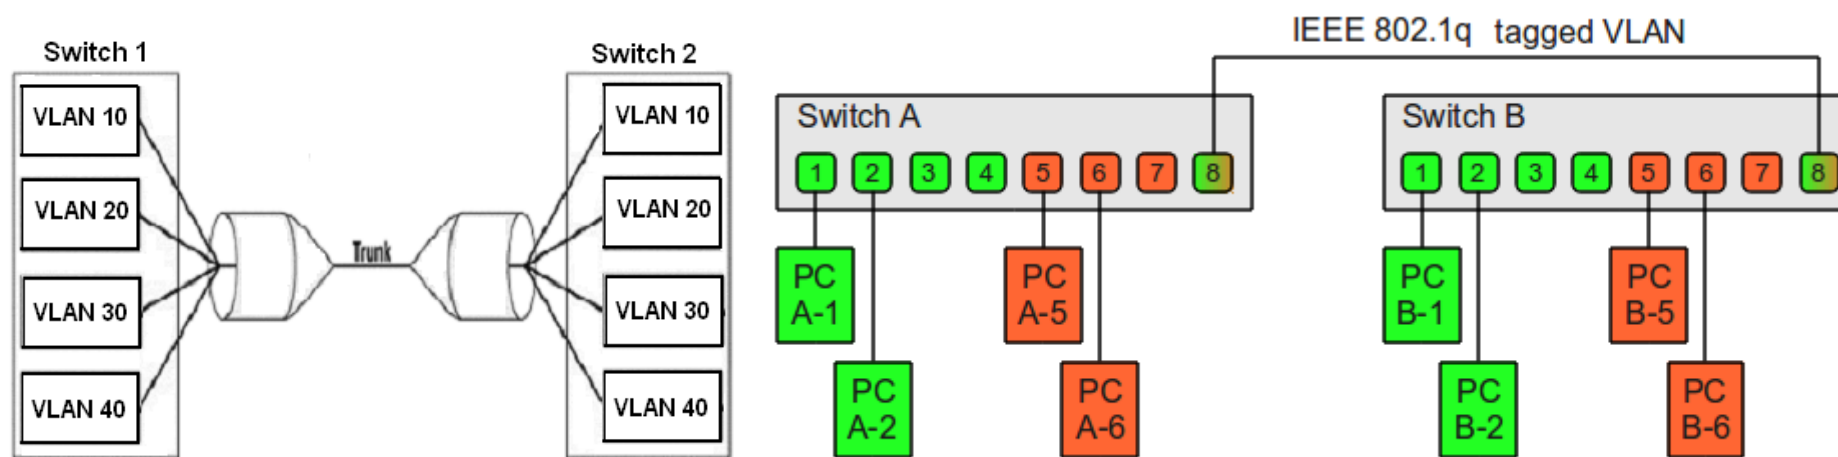 Switch 1
VLAN 10
VLAN 20
VLAN 30
VLAN 40
Trunk
Switch 2
VLAN 10
VLAN 20
VLAN 30
VLAN 40
IEEE 802.1q tagged VLAN
Switch A
1 2 3 4 5 6 7 8
PC
A-1
PC
A-2
PC
A-5
PC
A-6
Switch B
1 2 3 4 5 6 7 8
PC
B-1
PC
B-2
PC
B-5
PC
B-6